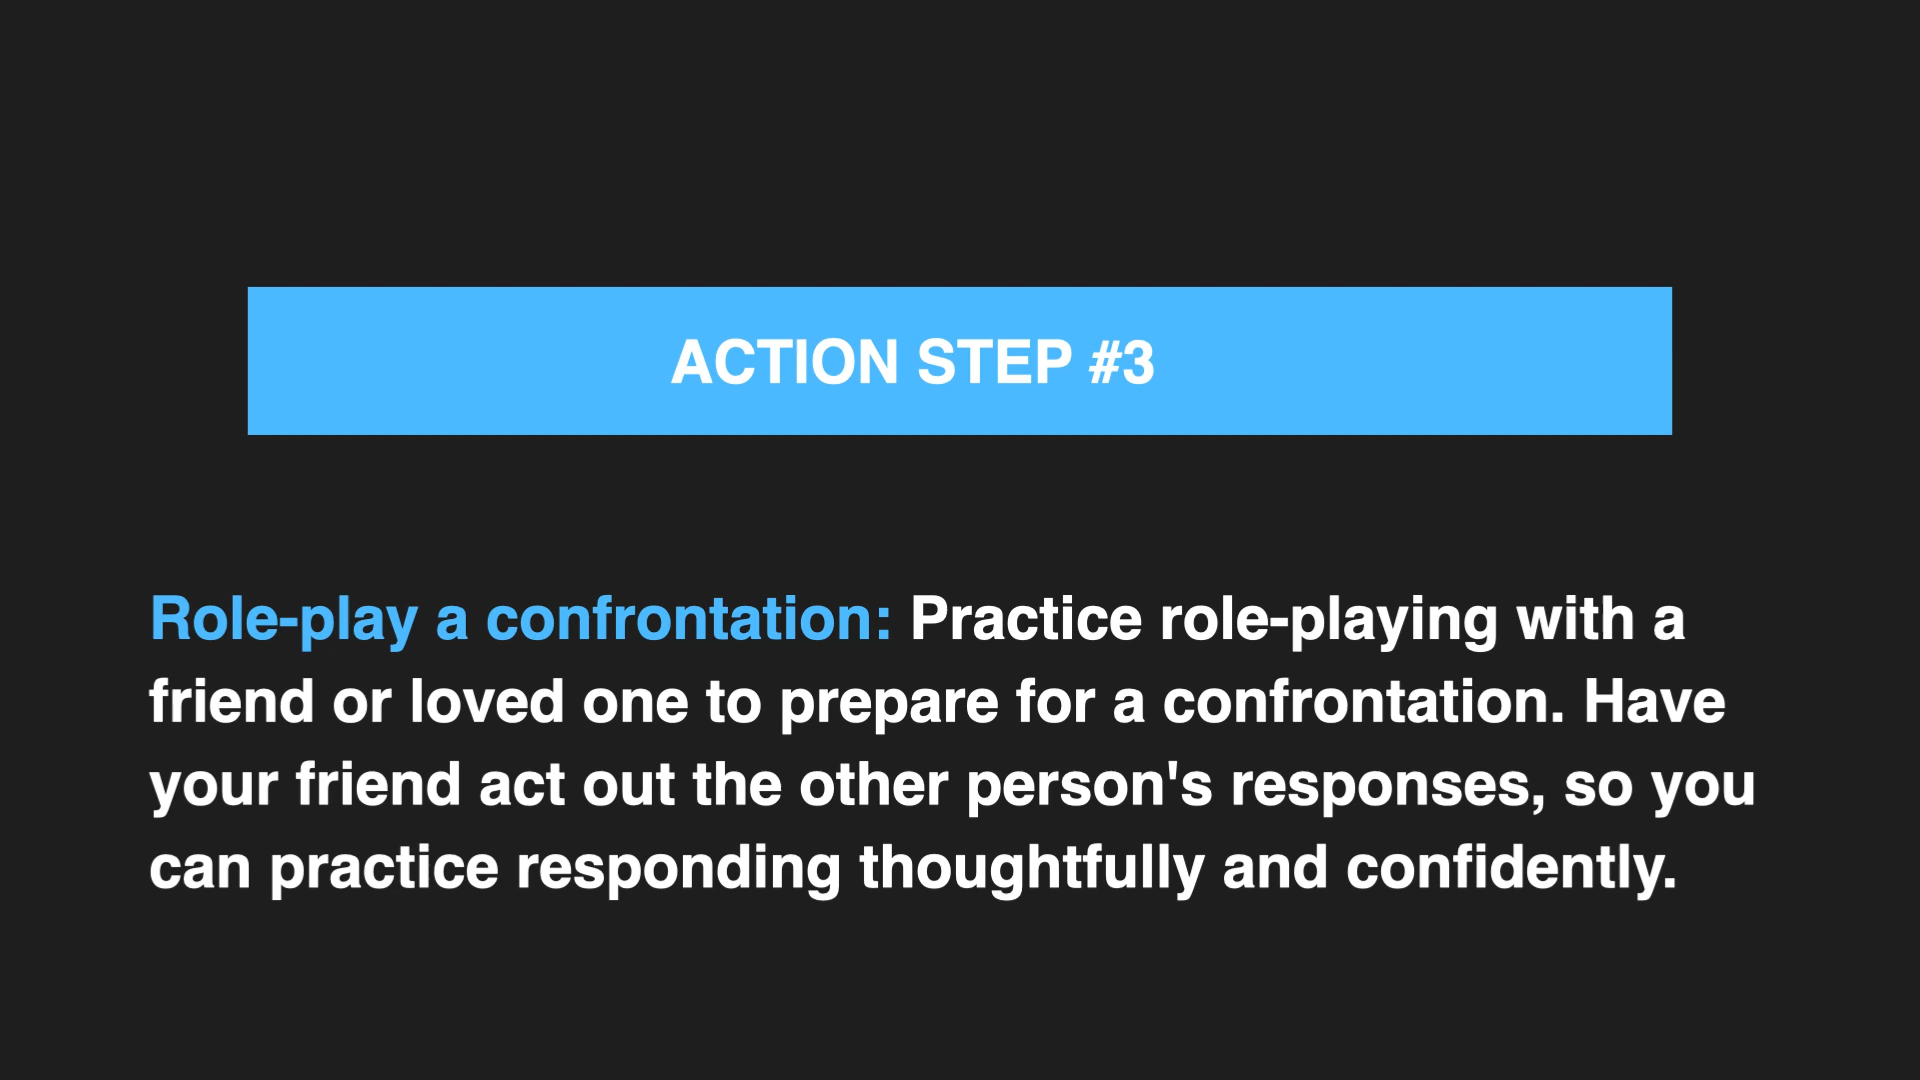 ACTION STEP #3
Role-play a confrontation: Practice role-playing with a
friend or loved one to prepare for a confrontation. Have
your friend act out the other person's responses, so you
can practice responding thoughtfully and confidently.